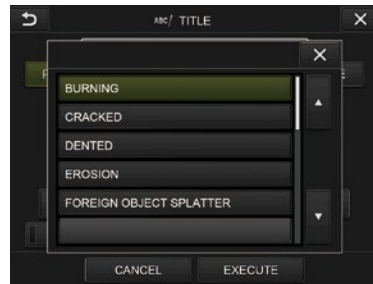 ABC/ TITLE
BURNING
CRACKED
DENTED
EROSION
FOREIGN OBJECT SPLATTER
CANCEL
EXECUTE